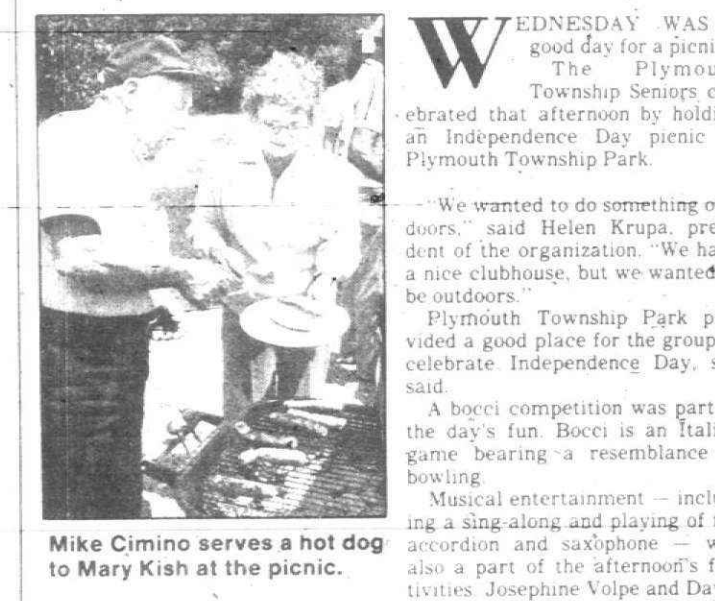 Mike Cimino serves a hot dog
to Mary Kish at the picnic.
WEDNESDAY WAS
good day for a picni
The Plymou
Township Seniors c
ebrated that afternoon by holdi
an Independence Day picnic
Plymouth Township Park.
"We wanted to do something o
doors," said Helen Krupa, pre
dent of the organization. "We ha
a nice clubhouse, but we wanted
be outdoors."
Plymouth Township Park p
vided a good place for the group
celebrate Independence Day, s
said.
A bocci competition was part
the day's fun. Bocci is an Itali
game bearing a resemblance
bowling.
Musical entertainment — inclu
ing a sing-along and playing of
accordion and saxophone — w
also a part of the afternoon's f
tivities. Josephine Volpe and Da